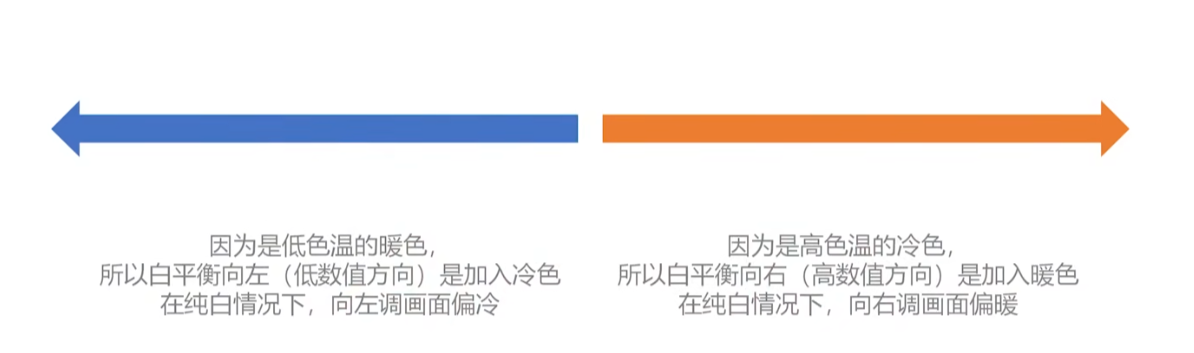 因为是低色温的暖色，
所以白平衡向左（低数值方向）是加入冷色
在纯白情况下，向左调画面偏冷
因为是高色温的冷色，
所以白平衡向右（高数值方向）是加入暖色
在纯白情况下，向右调画面偏暖